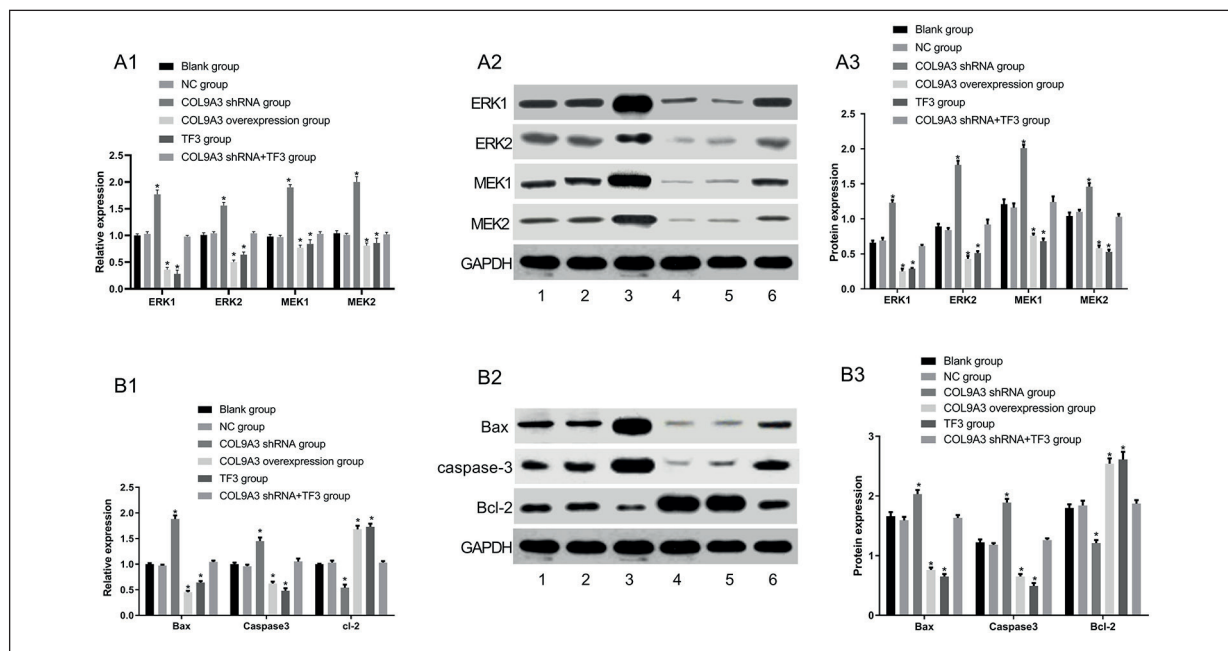 A1
Blank group
NC group
COL9A3 shRNA group
COL9A3 overexpression group
TF3 group
COL9A3 shRNA+TF3 group
Relative expression
2.5
2.0
1.5
1.0
0.5
0.0
* * * * * * * * * * * *
ERK1 ERK2 MEK1 MEK2
A2
ERK1
ERK2
MEK1
MEK2
GAPDH
1 2 3 4 5 6
A3
Blank group
NC group
COL9A3 shRNA group
COL9A3 overexpression group
TF3 group
COL9A3 shRNA+TF3 group
Protein expression
2.5
2.0
1.5
1.0
0.5
0.0
* * * * * * * * * * * *
ERK1 ERK2 MEK1 MEK2
B1
Blank group
NC group
COL9A3 shRNA group
COL9A3 overexpression group
TF3 group
COL9A3 shRNA+TF3 group
Relative expression
2.5
2.0
1.5
1.0
0.5
0.0
* * * * * * * * *
Bax Caspase3 cl-2
B2
Bax
caspase-3
Bcl-2
GAPDH
1 2 3 4 5 6
B3
Blank group
NC group
COL9A3 shRNA group
COL9A3 overexpression group
TF3 group
COL9A3 shRNA+TF3 group
Protein expression
3
2
1
0
* * * * * * * * *
Bax Caspase3 Bcl-2